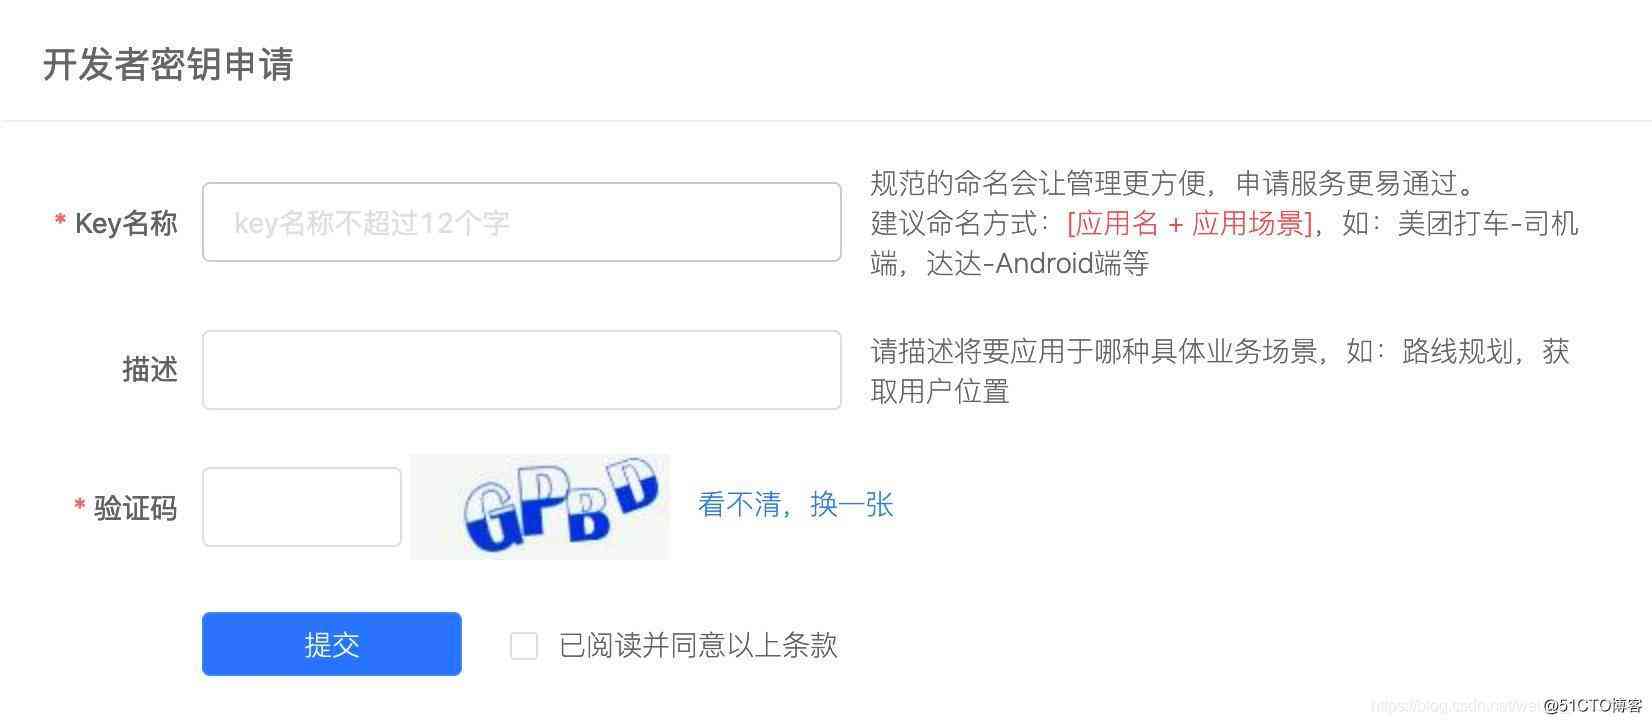 开发者密钥申请
* Key名称
key名称不超过12个字
规范的命名会让管理更方便，申请服务更易通过。
建议命名方式：[应用名 + 应用场景]，如：美团打车-司机
端，达达-Android端等
描述
请描述将要应用于哪种具体业务场景，如：路线规划，获
取用户位置
* 验证码
GPBD
看不清，换一张
提交
已阅读并同意以上条款
https://blog.csdn.net/wei
@51CTO博客